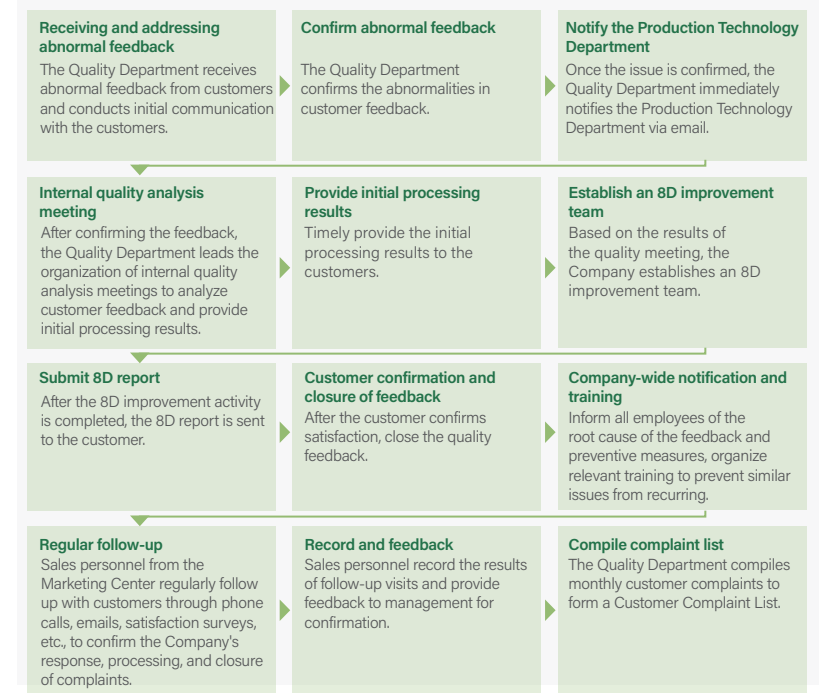 Receiving and addressing
abnormal feedback
The Quality Department receives
abnormal feedback from customers
and conducts initial communication
with the customers.
Confirm abnormal feedback
The Quality Department
confirms the abnormalities in
customer feedback.
Notify the Production Technology
Department
Once the issue is confirmed, the
Quality Department immediately
notifies the Production Technology
Department via email.
Internal quality analysis
meeting
After confirming the feedback,
the Quality Department leads the
organization of internal quality
analysis meetings to analyze
customer feedback and provide
initial processing results.
Provide initial processing
results
Timely provide the initial
processing results to the
customers.
Establish an 8D improvement
team
Based on the results of
the quality meeting, the
Company establishes an 8D
improvement team.
Submit 8D report
After the 8D improvement activity
is completed, the 8D report is sent
to the customer.
Customer confirmation and
closure of feedback
After the customer confirms
satisfaction, close the quality
feedback.
Company-wide notification and
training
Inform all employees of the
root cause of the feedback and
preventive measures, organize
relevant training to prevent similar
issues from recurring.
Regular follow-up
Sales personnel from the
Marketing Center regularly follow
up with customers through phone
calls, emails, satisfaction surveys,
etc., to confirm the Company's
response, processing, and closure
of complaints.
Record and feedback
Sales personnel record the results
of follow-up visits and provide
feedback to management for
confirmation.
Compile complaint list
The Quality Department compiles
monthly customer complaints to
form a Customer Complaint List.